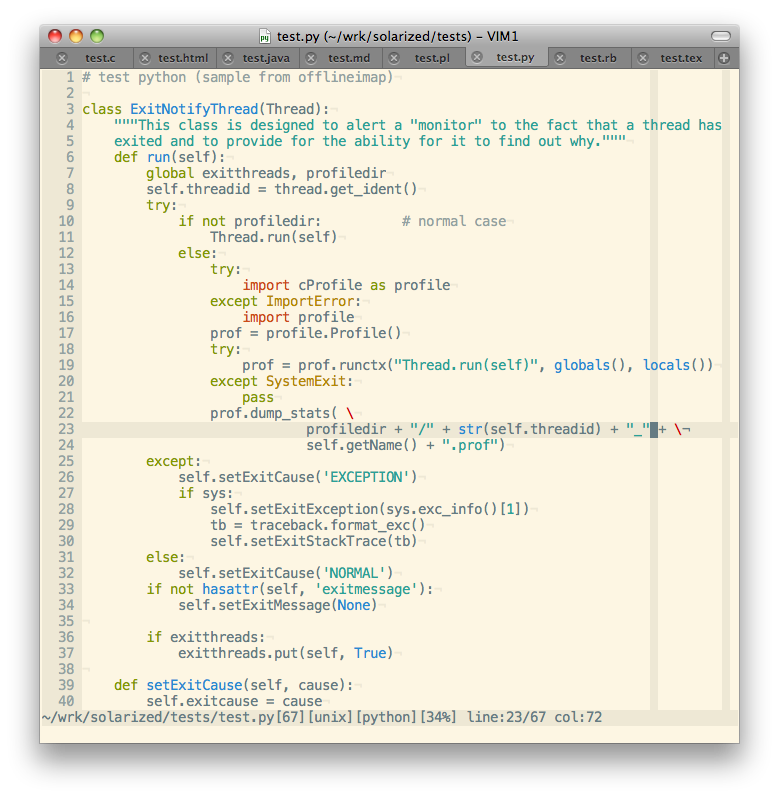 test.py (~/wrk/solarized/tests) – VIM1
test.c test.html test.java test.md test.pl test.py test.rb test.tex
1 # test python (sample from offlineimap)¬
2 ¬
3 class ExitNotifyThread(Thread):¬
4     """This class is designed to alert a "monitor" to the fact that a thread has
5     exited and to provide for the ability for it to find out why."""¬
6     def run(self):¬
7         global exitthreads, profiledir¬
8         self.threadid = thread.get_ident()¬
9         try:¬
10             if not profiledir:          # normal case¬
11                 Thread.run(self)¬
12             else:¬
13                 try:¬
14                     import cProfile as profile¬
15                 except ImportError:¬
16                     import profile¬
17                 prof = profile.Profile()¬
18                 try:¬
19                     prof = prof.runctx("Thread.run(self)", globals(), locals())¬
20                 except SystemExit:¬
21                     pass¬
22                 prof.dump_stats( \¬
23                             profiledir + "/" + str(self.threadid) + "_" + \¬
24                             self.getName() + ".prof")¬
25         except:¬
26             self.setExitCause('EXCEPTION')¬
27             if sys:¬
28                 self.setExitException(sys.exc_info()[1])¬
29                 tb = traceback.format_exc()¬
30                 self.setExitStackTrace(tb)¬
31         else:¬
32             self.setExitCause('NORMAL')¬
33         if not hasattr(self, 'exitmessage'):¬
34             self.setExitMessage(None)¬
35 ¬
36         if exitthreads:¬
37             exitthreads.put(self, True)¬
38 ¬
39     def setExitCause(self, cause):¬
40         self.exitcause = cause¬
~/wrk/solarized/tests/test.py[67][unix][python][34%] line:23/67 col:72